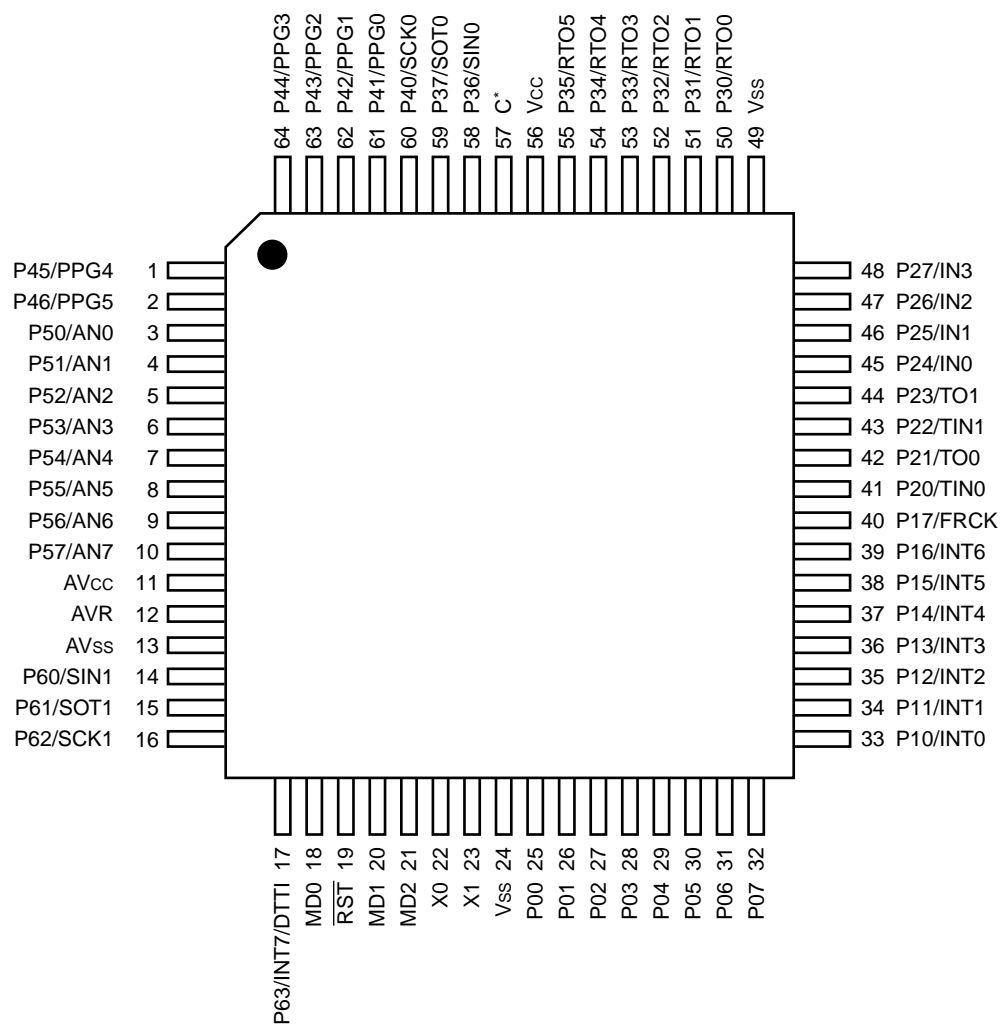 64 P44/PPG3
63 P43/PPG2
62 P42/PPG1
61 P41/PPG0
60 P40/SCK0
59 P37/SOT0
58 P36/SIN0
57 C*
56 Vcc
55 P35/RTO5
54 P34/RTO4
53 P33/RTO3
52 P32/RTO2
51 P31/RTO1
50 P30/RTO0
49 Vss
P45/PPG4 1
P46/PPG5 2
P50/AN0 3
P51/AN1 4
P52/AN2 5
P53/AN3 6
P54/AN4 7
P55/AN5 8
P56/AN6 9
P57/AN7 10
AVcc 11
AVR 12
AVss 13
P60/SIN1 14
P61/SOT1 15
P62/SCK1 16
48 P27/IN3
47 P26/IN2
46 P25/IN1
45 P24/IN0
44 P23/TO1
43 P22/TIN1
42 P21/TO0
41 P20/TIN0
40 P17/FRCK
39 P16/INT6
38 P15/INT5
37 P14/INT4
36 P13/INT3
35 P12/INT2
34 P11/INT1
33 P10/INT0
P63/INT7/DTTI 17
MD0 18
RST 19
MD1 20
MD2 21
X0 22
X1 23
Vss 24
P00 25
P01 26
P02 27
P03 28
P04 29
P05 30
P06 31
P07 32